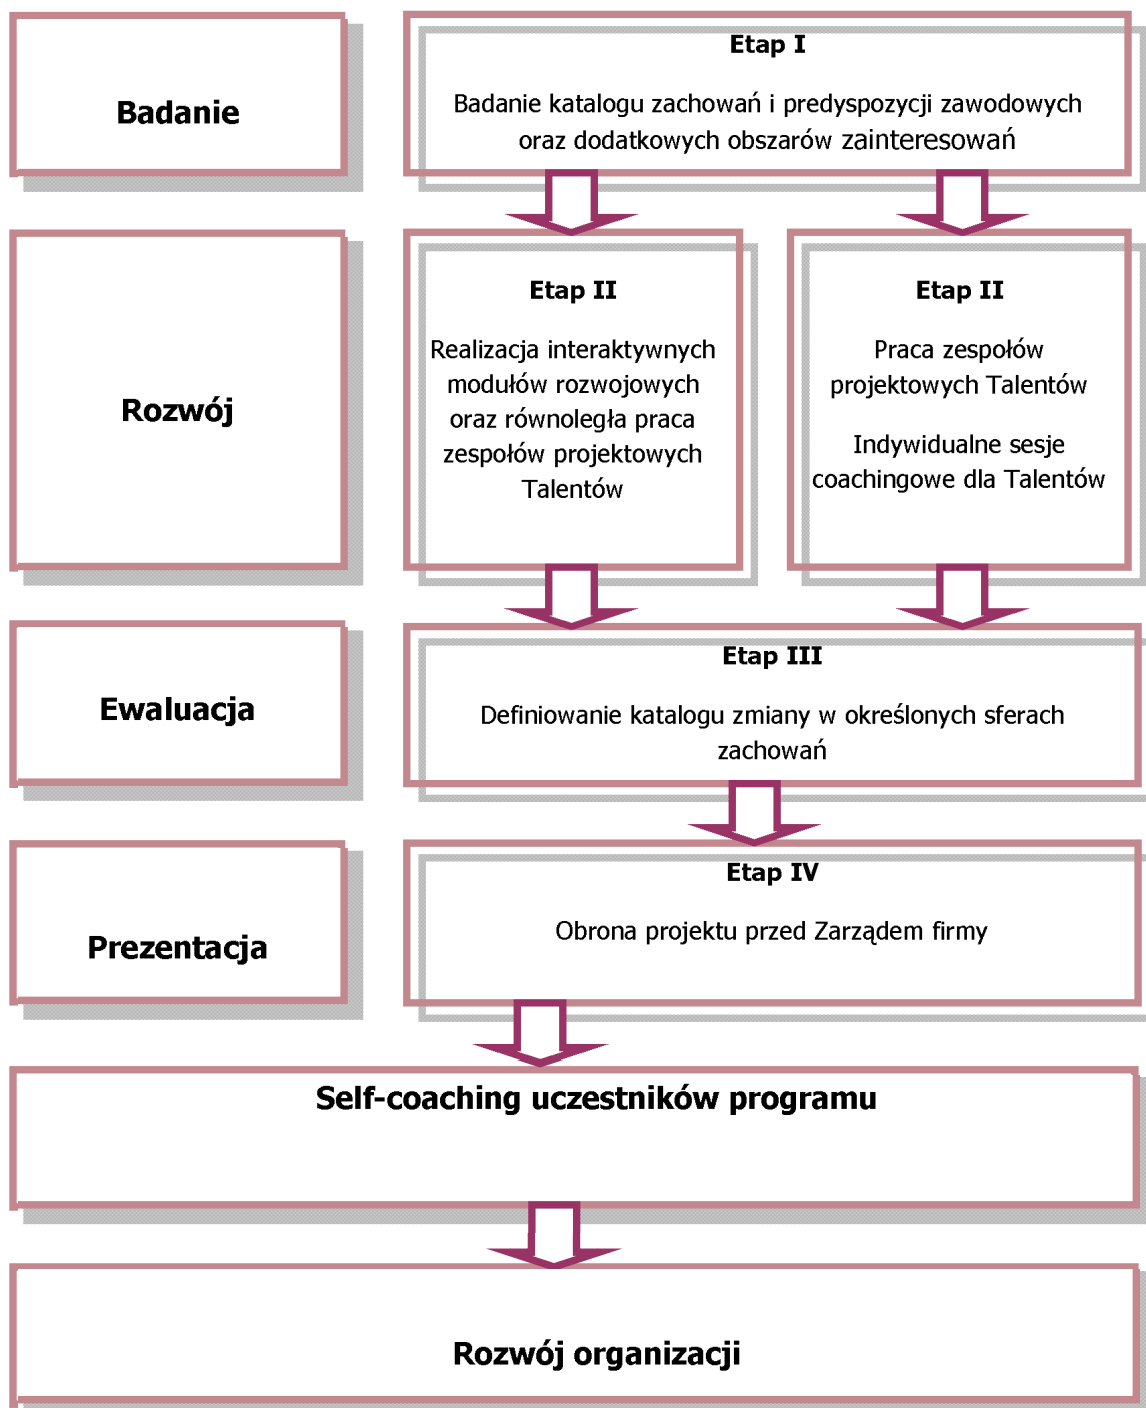 Badanie
Etap I
Badanie katalogu zachowań i predyspozycji zawodowych
oraz dodatkowych obszarów zainteresowań
Rozwój
Etap II
Realizacja interaktywnych
modułów rozwojowych
oraz równoległa praca
zespołów projektowych
Talentów
Etap II
Praca zespołów
projektowych Talentów
Indywidualne sesje
coachingowe dla Talentów
Ewaluacja
Etap III
Definiowanie katalogu zmiany w określonych sferach
zachowań
Prezentacja
Etap IV
Obrona projektu przed Zarządem firmy
Self-coaching uczestników programu
Rozwój organizacji